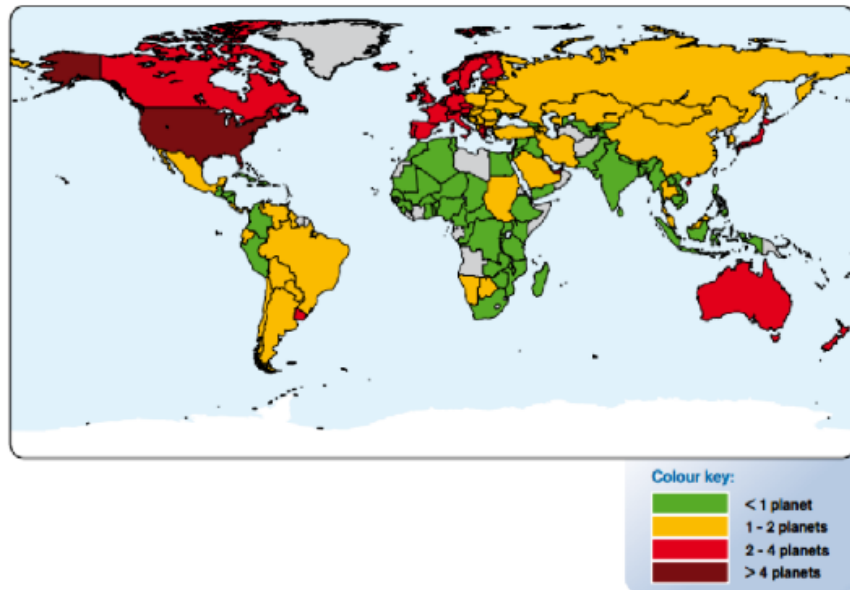 Colour key:
< 1 planet
1 - 2 planets
2 - 4 planets
> 4 planets